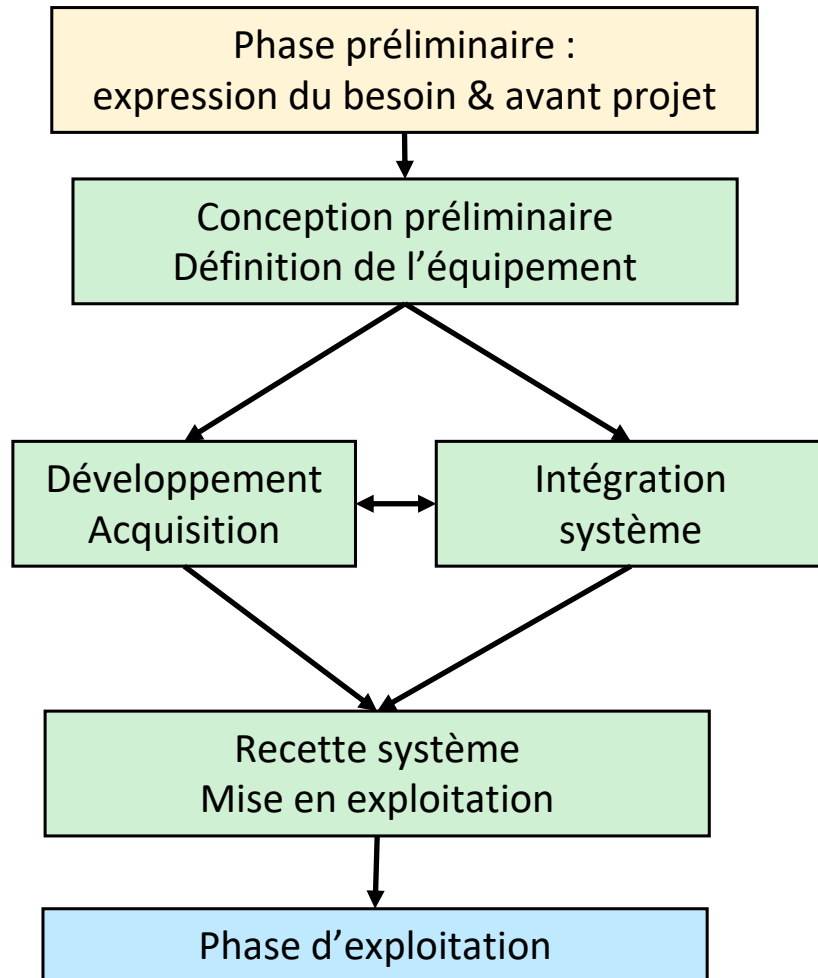 Phase préliminaire :
expression du besoin & avant projet
Conception préliminaire
Définition de l’équipement
Développement
Acquisition
Intégration
système
Recette système
Mise en exploitation
Phase d’exploitation